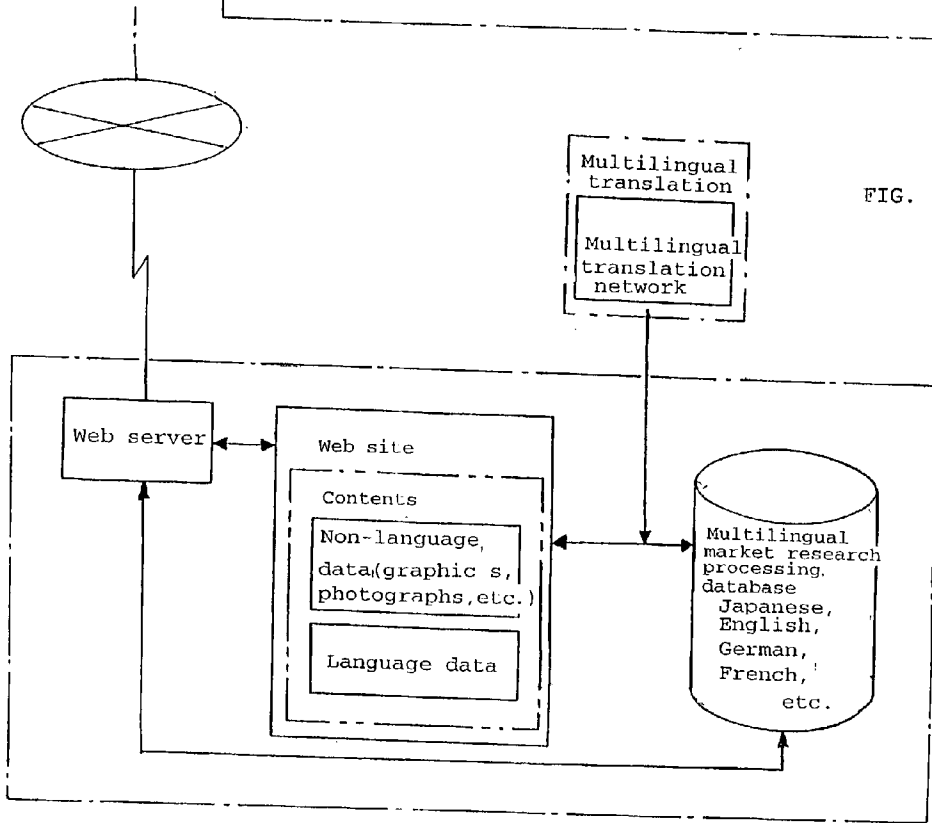 Multilingual
translation
Multilingual
translation
network
FIG.
Web server
Web site
Contents
Non-language
data(graphic s,
photographs,etc.)
Language data
Multilingual
market research
processing
database
Japanese,
English,
German,
French,
etc.